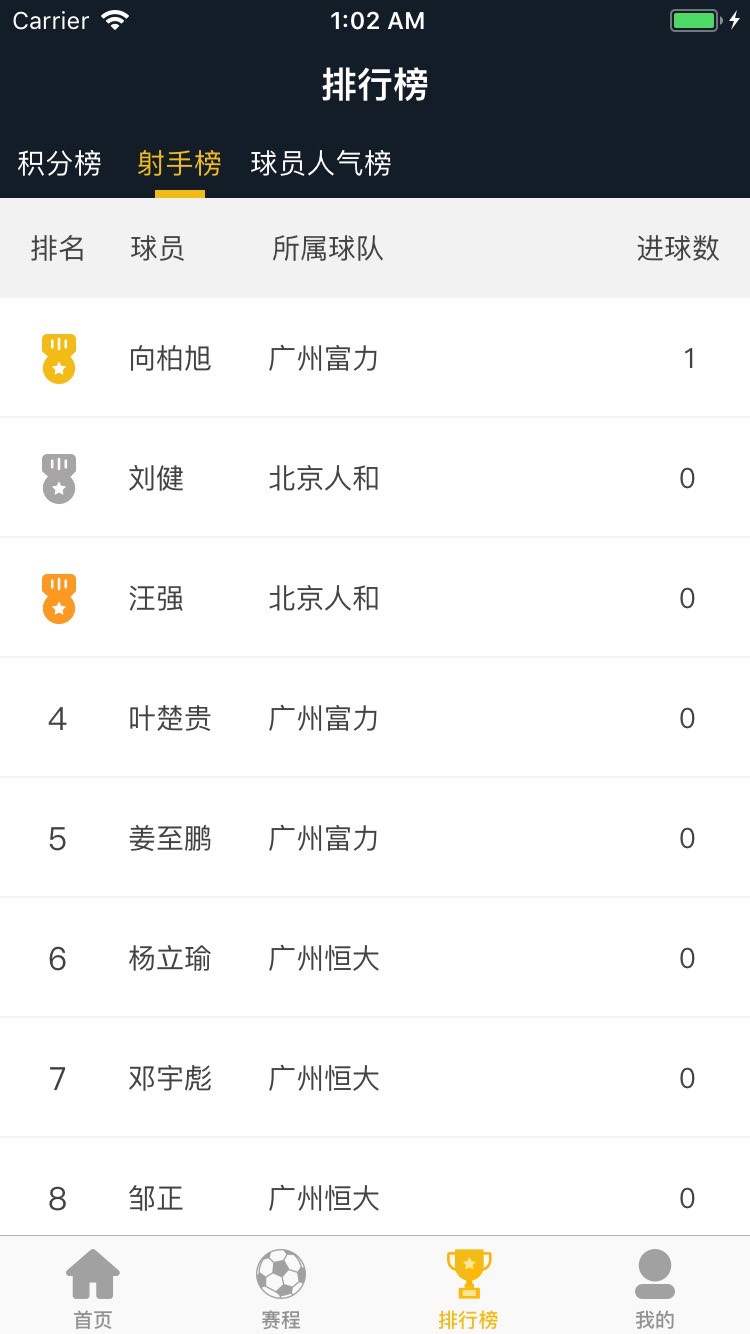 Carrier 1:02 AM
排行榜
积分榜 射手榜 球员人气榜
排名 球员 所属球队 进球数
向柏旭 广州富力 1
刘健 北京人和 0
汪强 北京人和 0
4 叶楚贵 广州富力 0
5 姜至鹏 广州富力 0
6 杨立瑜 广州恒大 0
7 邓宇彪 广州恒大 0
8 邹正 广州恒大 0
首页 赛程 排行榜 我的